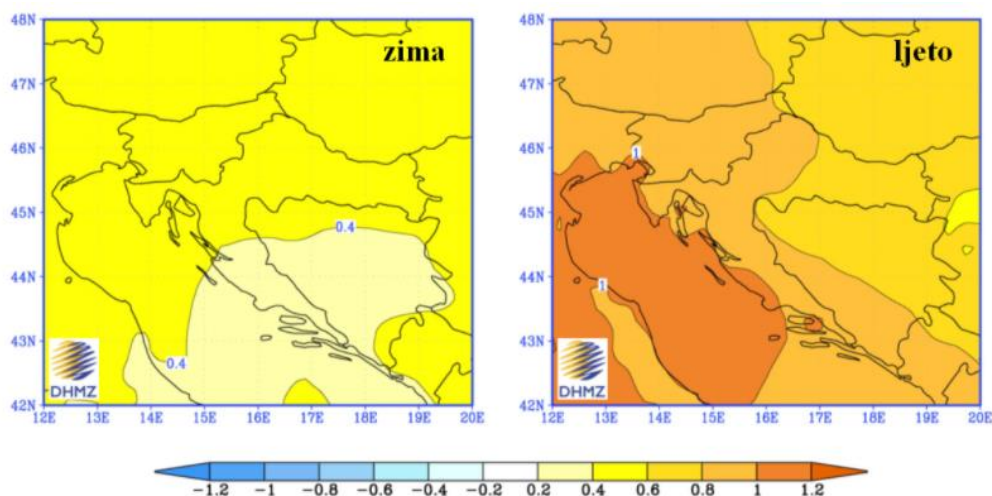 zima
48N
47N
46N
45N
44N
43N
42N
0.4
0.4
DHMZ
12E 13E 14E 15E 16E 17E 18E 19E 20E
ljeto
48N
47N
46N
45N
44N
43N
42N
1
1
DHMZ
12E 13E 14E 15E 16E 17E 18E 19E 20E
-1.2 -1 -0.8 -0.6 -0.4 -0.2 0.2 0.4 0.6 0.8 1 1.2